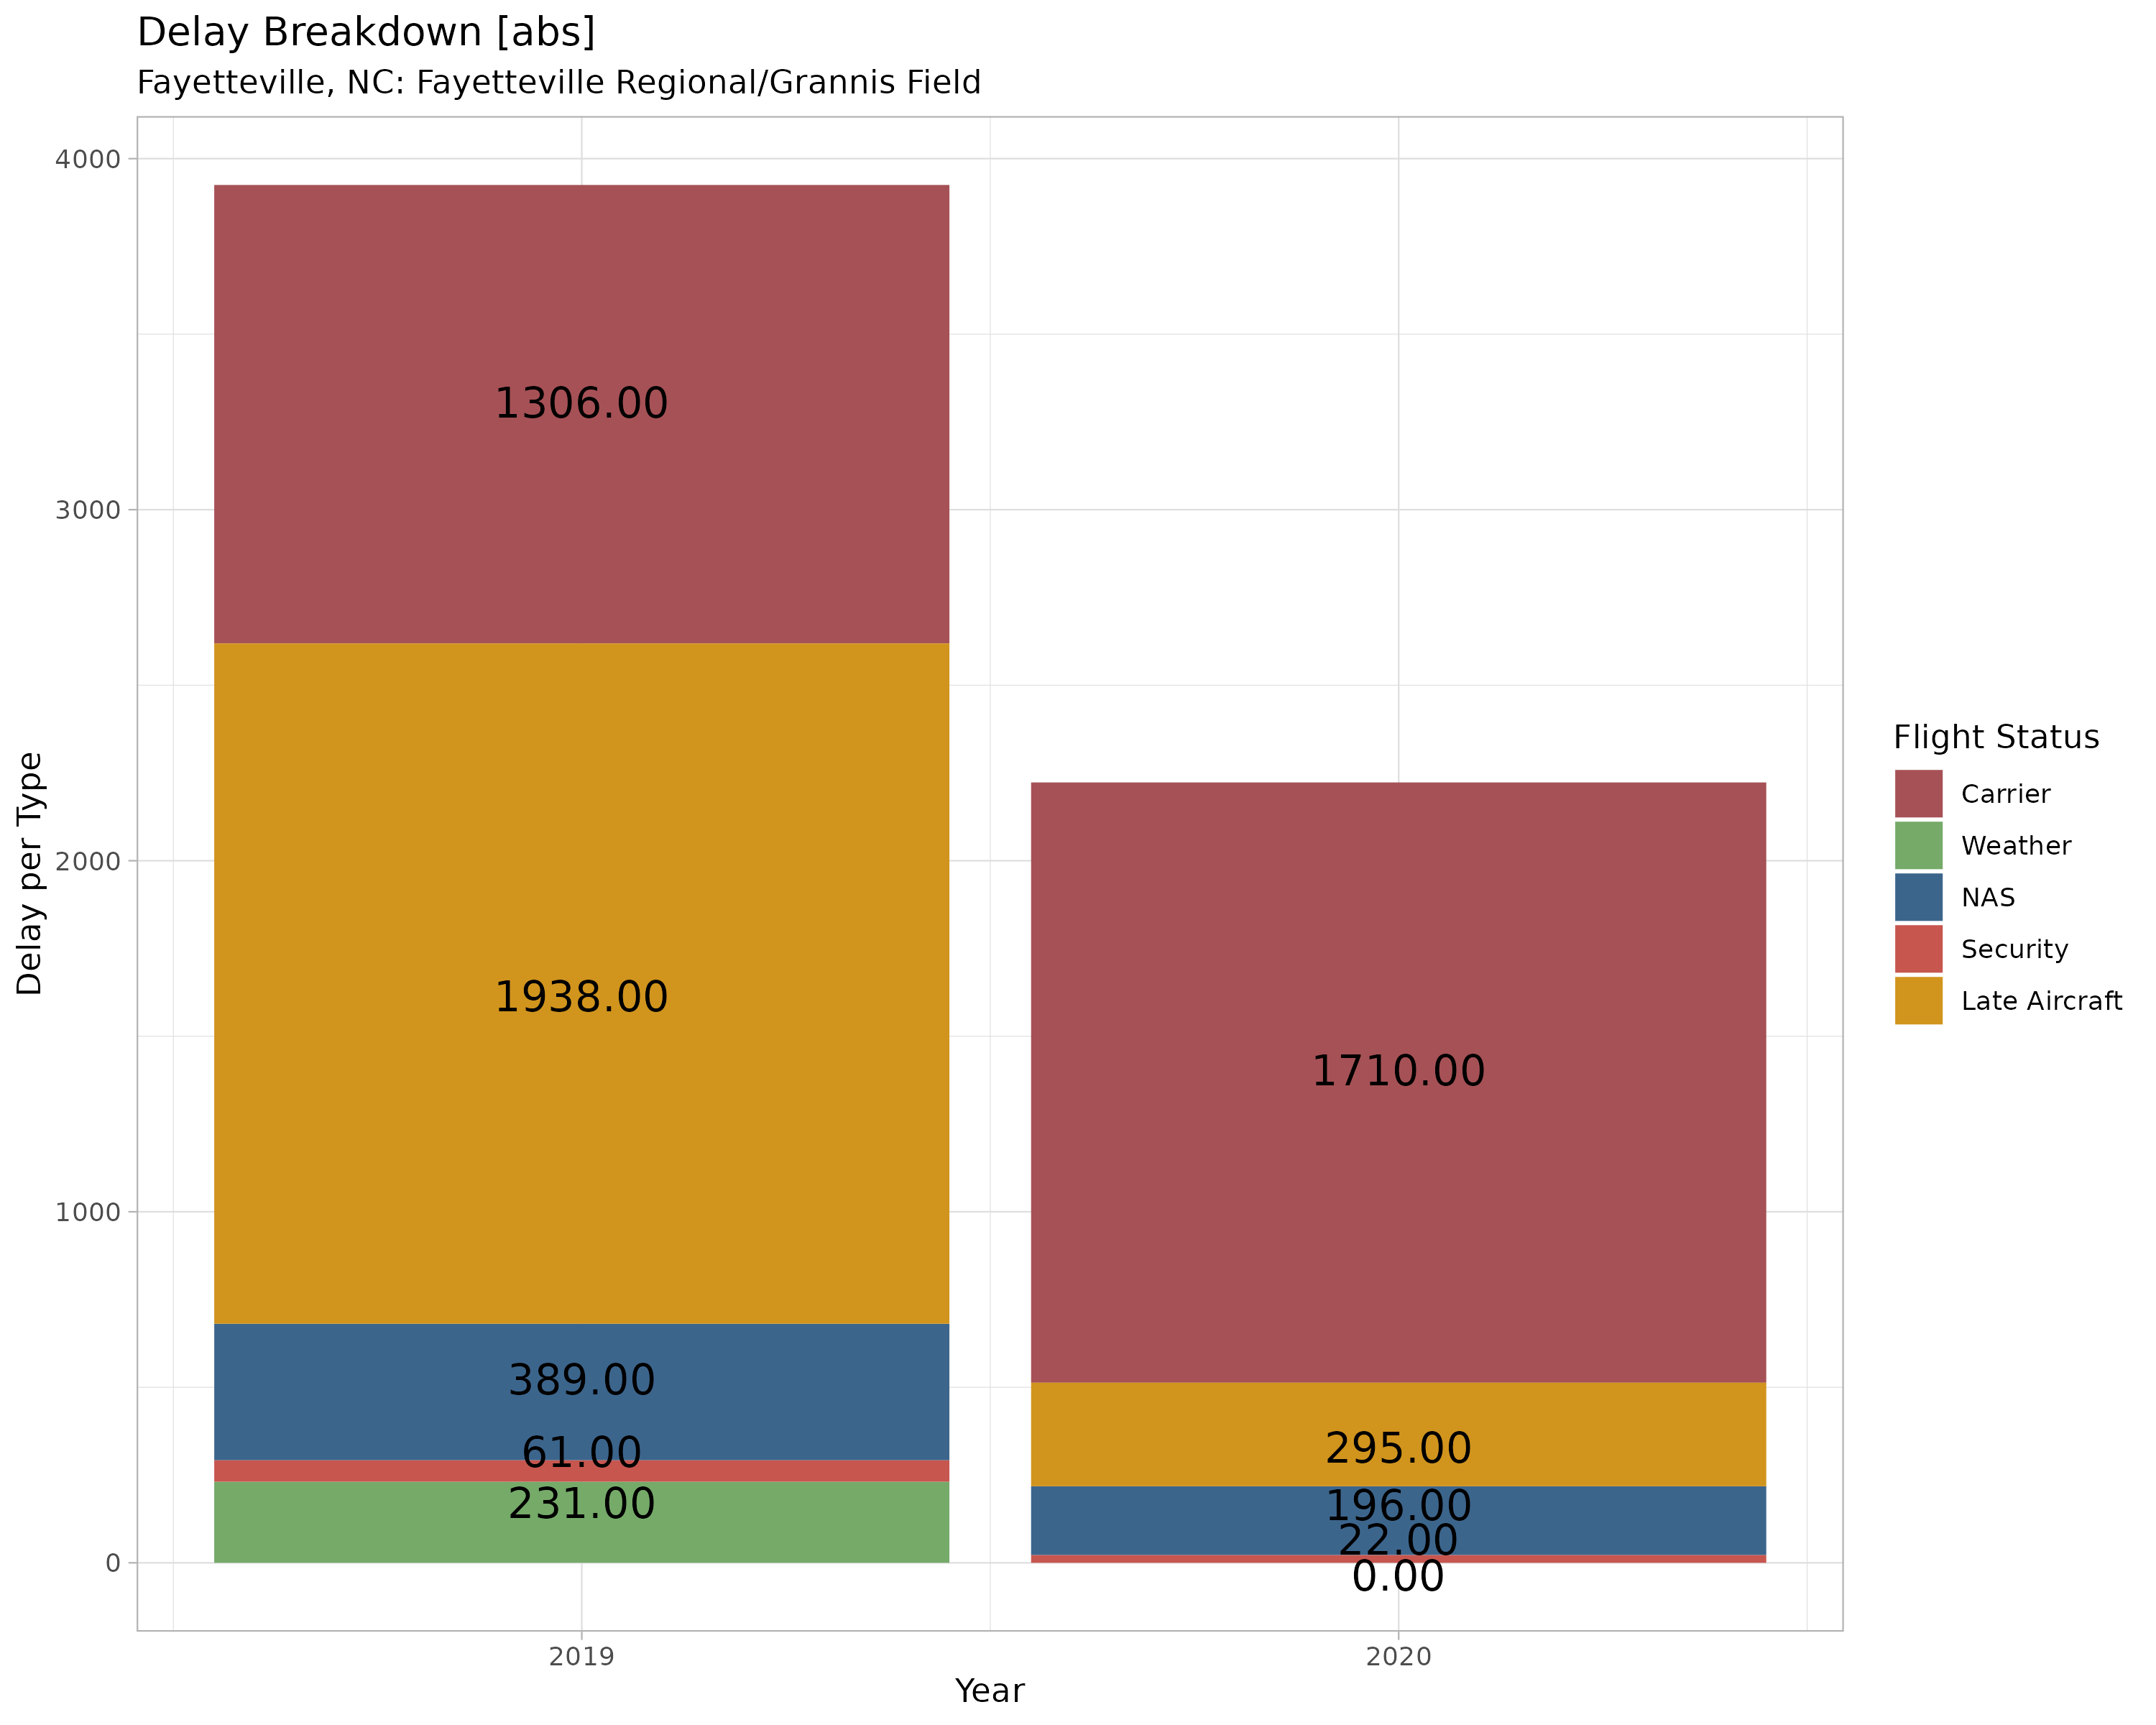 Delay Breakdown [abs]
Fayetteville, NC: Fayetteville Regional/Grannis Field
Delay per Type
4000
3000
2000
1000
0
1306.00
1938.00
389.00
61.00
231.00
1710.00
295.00
196.00
22.00
0.00
2019
2020
Year
Flight Status
Carrier
Weather
NAS
Security
Late Aircraft